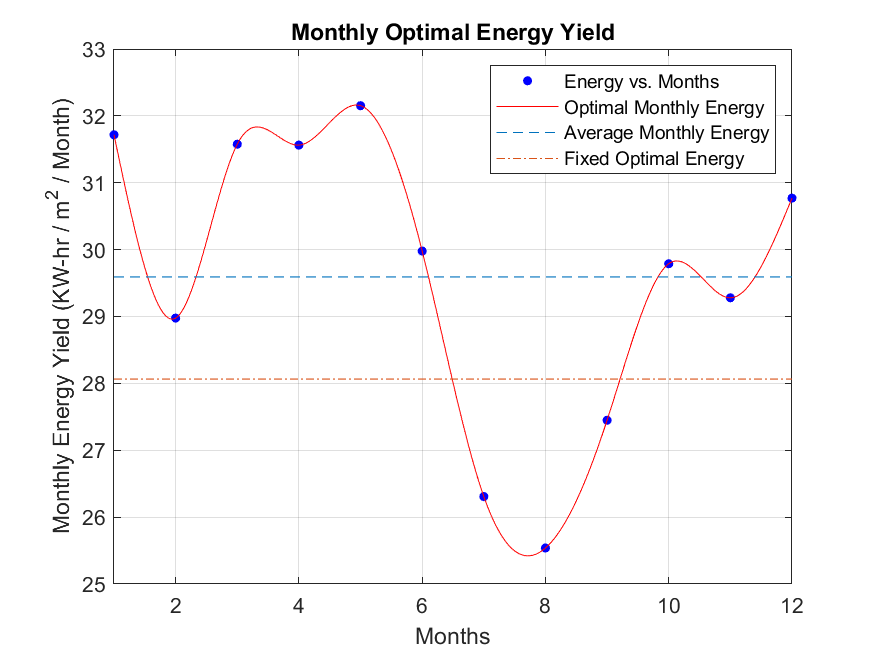 Monthly Optimal Energy Yield
Monthly Energy Yield (KW-hr / m² / Month)
33
32
31
30
29
28
27
26
25
Energy vs. Months
Optimal Monthly Energy
Average Monthly Energy
Fixed Optimal Energy
2 4 6 8 10 12
Months